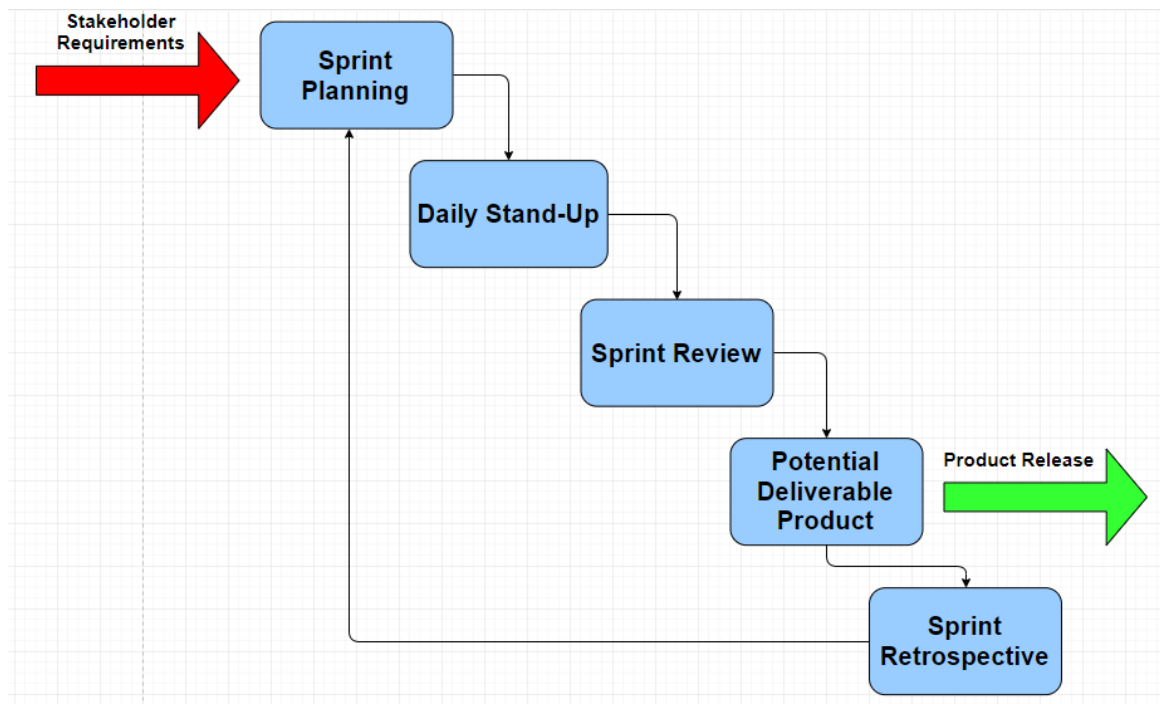 Stakeholder
Requirements
Sprint
Planning
Daily Stand-Up
Sprint Review
Potential
Deliverable
Product
Product Release
Sprint
Retrospective